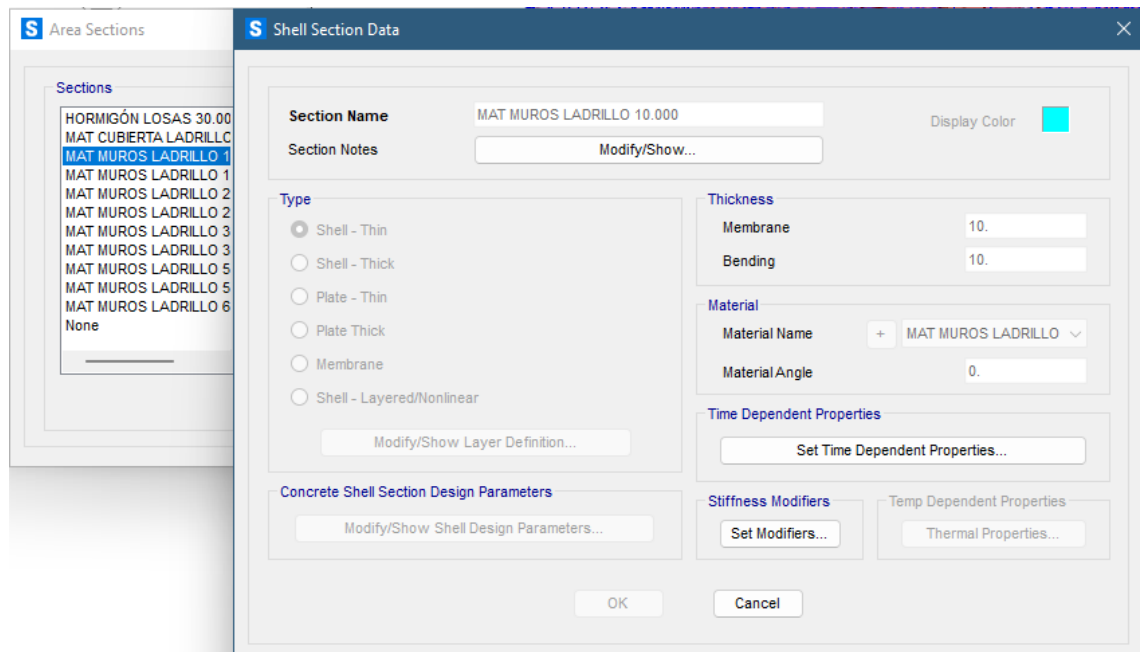 S Area Sections
Sections
HORMIGÓN LOSAS 30.00
MAT CUBIERTA LADRILLO
MAT MUROS LADRILLO 1
MAT MUROS LADRILLO 1
MAT MUROS LADRILLO 2
MAT MUROS LADRILLO 2
MAT MUROS LADRILLO 3
MAT MUROS LADRILLO 3
MAT MUROS LADRILLO 5
MAT MUROS LADRILLO 5
MAT MUROS LADRILLO 6
None
S Shell Section Data
Section Name MAT MUROS LADRILLO 10.000 Display Color
Section Notes Modify/Show...
Type
Shell - Thin
Shell - Thick
Plate - Thin
Plate Thick
Membrane
Shell - Layered/Nonlinear
Modify/Show Layer Definition...
Concrete Shell Section Design Parameters
Modify/Show Shell Design Parameters...
Thickness
Membrane 10.
Bending 10.
Material
Material Name + MAT MUROS LADRILLO
Material Angle 0.
Time Dependent Properties
Set Time Dependent Properties...
Stiffness Modifiers
Set Modifiers...
Temp Dependent Properties
Thermal Properties...
OK Cancel